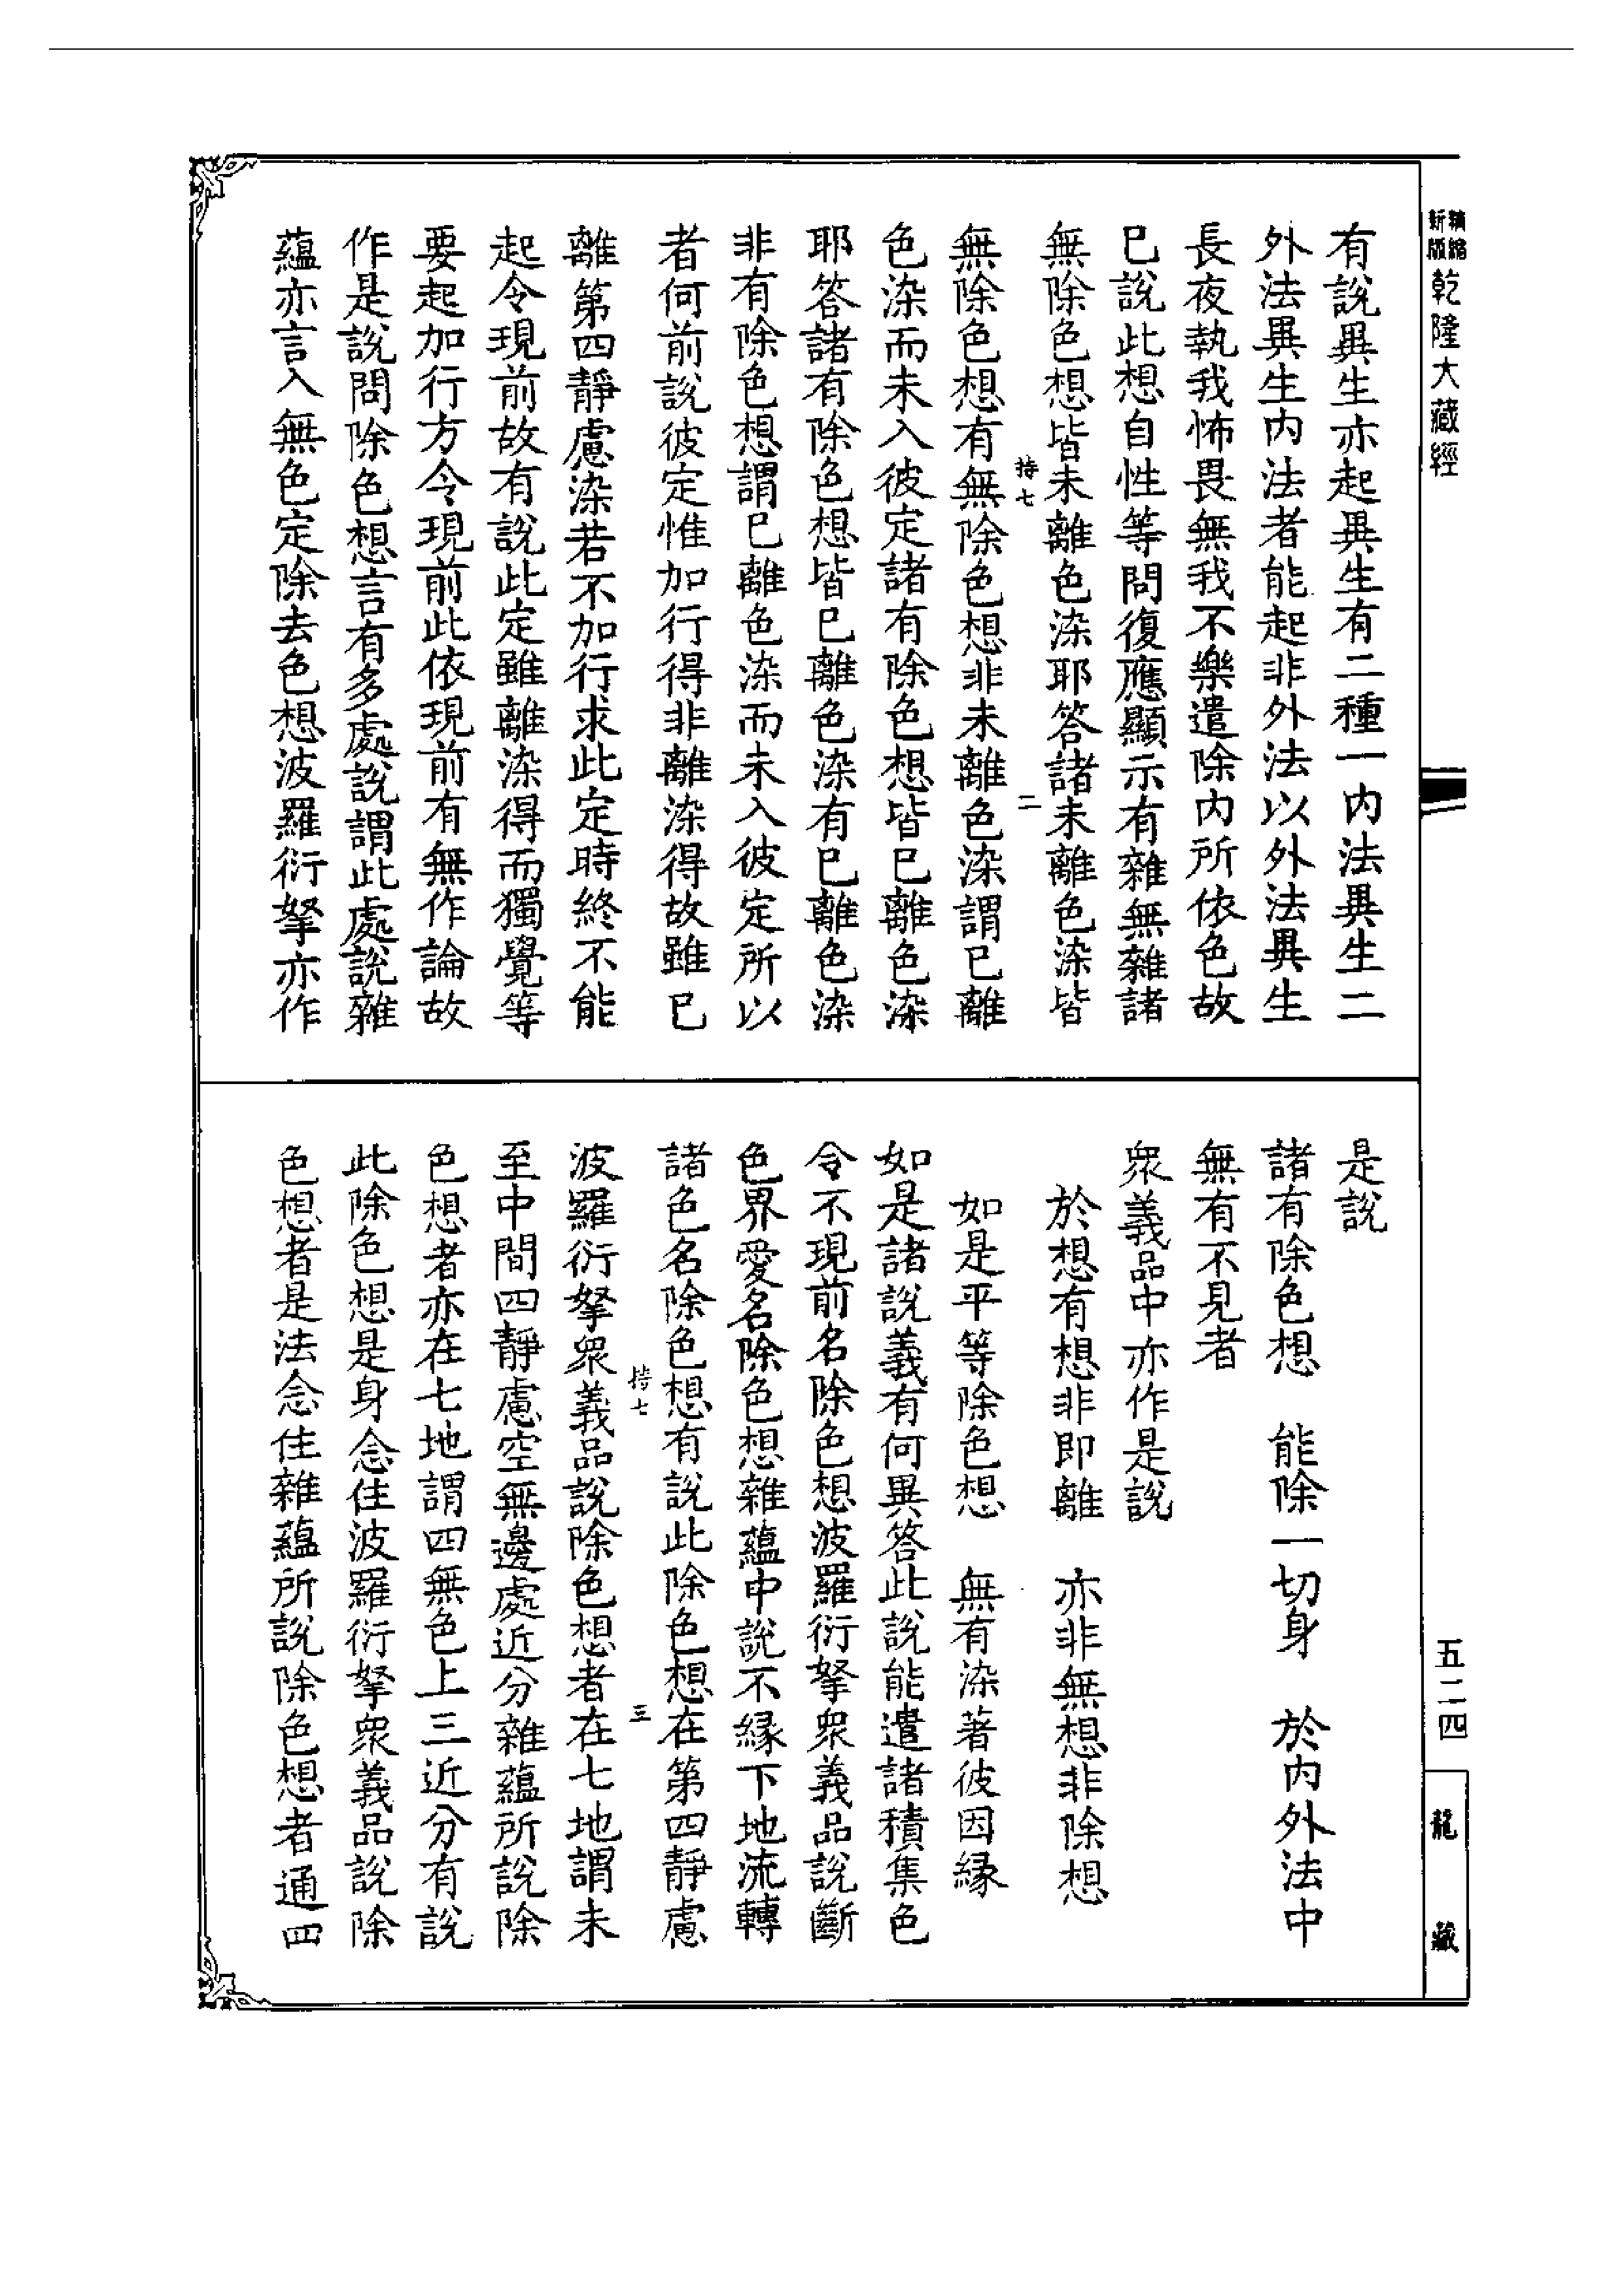 精縮新版乾隆大藏經
五二四
龍藏
有說異生亦起異生有二種一內法異生二
外法異生內法者能起非外法以外法異生
長夜執我怖畏無我不樂遣除內所依色故
已說此想自性等問復應顯示有雜無雜諸
無除色想皆未離色染耶答諸未離色染皆
持七
二
無除色想有無除色想非未離色染謂已離
色染而未入彼定諸有除色想皆已離色染
耶答諸有除色想皆已離色染有已離色染
非有除色想謂已離色染而未入彼定所以
者何前說彼定惟加行得非離染得故雖已
離第四靜慮染若不加行求此定時終不能
起令現前故有說此定雖離染得而獨覺等
要起加行方令現前此依現前有無作論故
作是說問除色想言有多處說謂此處說雜
蘊亦言入無色定除去色想波羅衍拏亦作
是說
諸有除色想　能除一切身　於內外法中
無有不見者
衆義品中亦作是說
於想有想非即離　亦非無想非除想
如是平等除色想　無有染著彼因緣
如是諸說義有何異答此說能遣諸積集色
令不現前名除色想波羅衍拏衆義品說斷
色界愛名除色想雜蘊中說不緣下地流轉
諸色名除色想有說此除色想在第四靜慮
持七
三
波羅衍拏衆義品說除色想者在七地謂未
至中間四靜慮空無邊處近分雜蘊所說除
色想者亦在七地謂四無色上三近分有說
此除色想是身念住波羅衍拏衆義品說除
色想者是法念住雜蘊所說除色想者通四